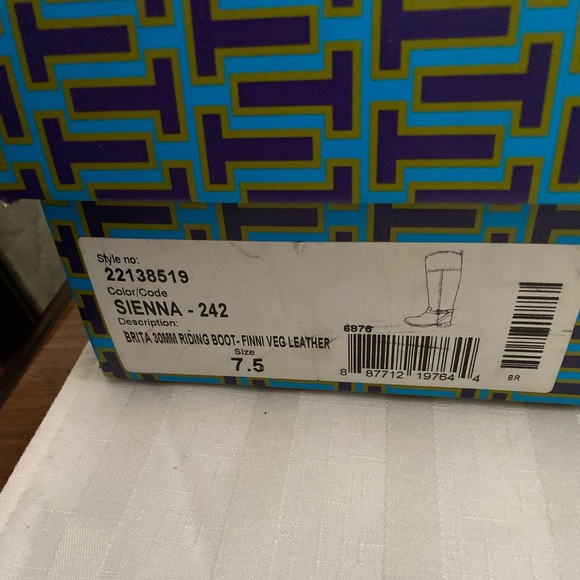 Style no:
22138519
Color/Code
SIENNA - 242
Description:
BRITA 30MM RIDING BOOT- FINNI VEG LEATHER
Size
7.5
6876
8 87712 19764 4
BR